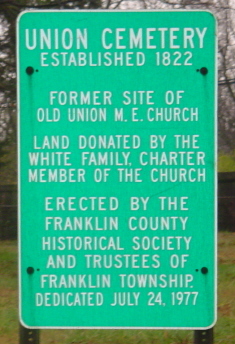 UNION CEMETERY
ESTABLISHED 1822
FORMER SITE OF
OLD UNION M.E. CHURCH
LAND DONATED BY THE
WHITE FAMILY, CHARTER
MEMBER OF THE CHURCH
ERECTED BY THE
FRANKLIN COUNTY
HISTORICAL SOCIETY
AND TRUSTEES OF
FRANKLIN TOWNSHIP.
DEDICATED JULY 24, 1977